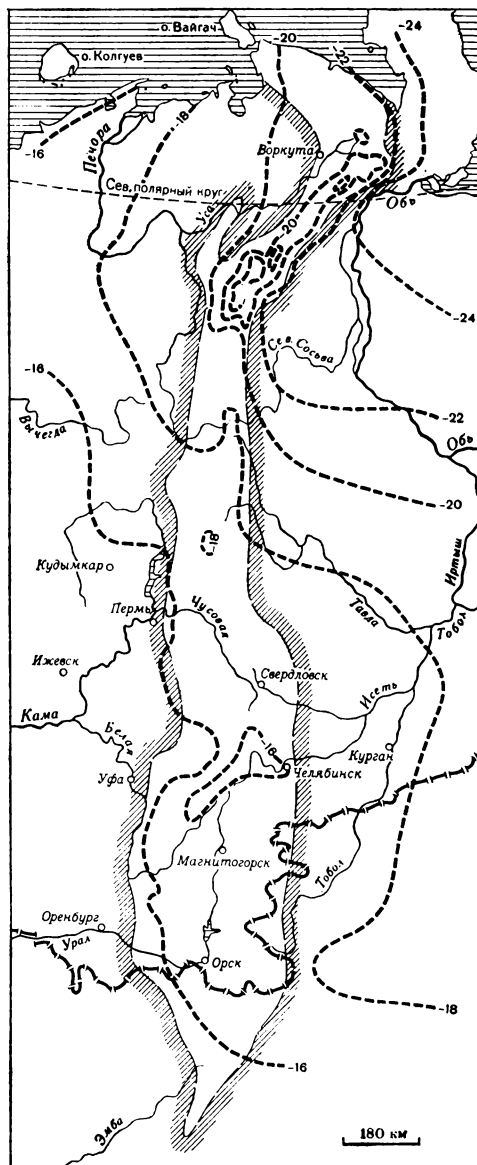 о. Вайгач
-20
-24
о. Колгуев
-22
-18
-16
Печора
Воркута
Сев. полярный круг
Обь
Уса
-20
-24
Сев. Сосьва
-16
-22
Вычегда
Обь
-20
-18
Кудымкар
Иртыш
Пермь
Чусовая
Тавда
Тобол
Ижевск
Свердловск
Исеть
Кама
Белая
-16
Курган
Уфа
Челябинск
Магнитогорск
Тобол
Оренбург
Урал
Орск
-18
-16
Эмба
180 км